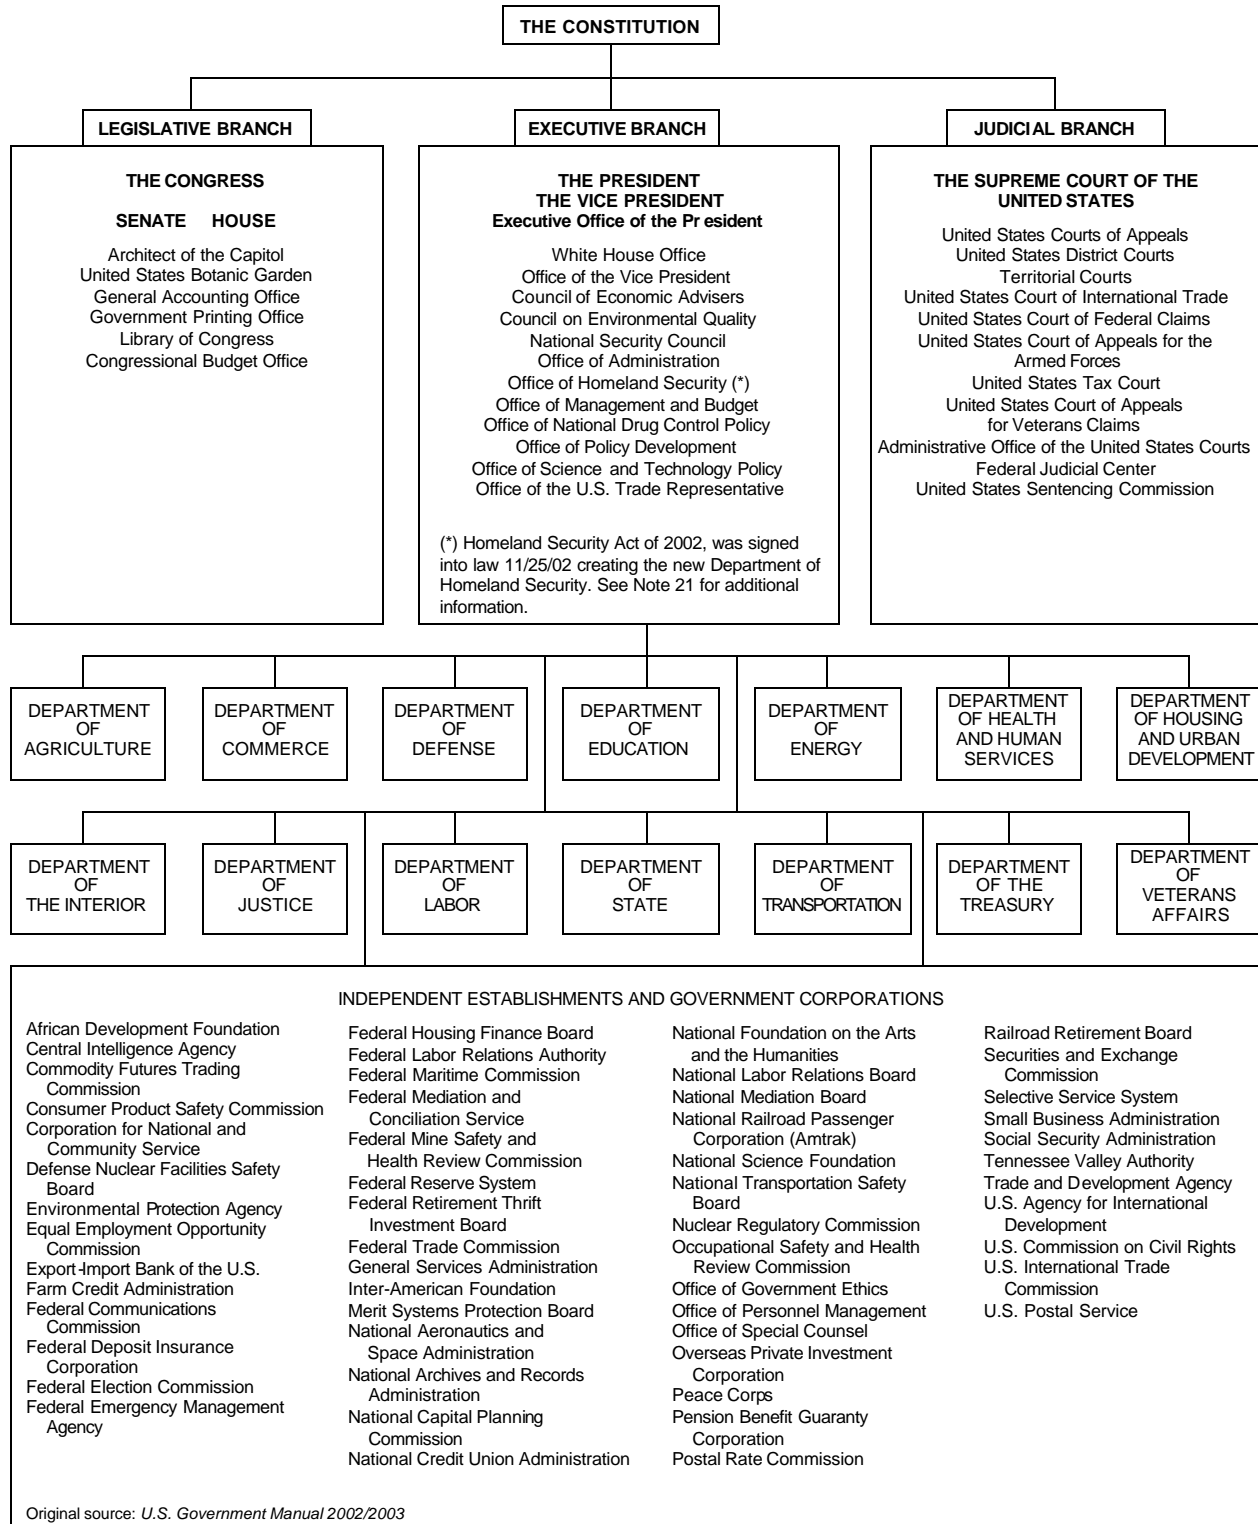 THE CONSTITUTION
LEGISLATIVE BRANCH
THE CONGRESS
SENATE HOUSE
Architect of the Capitol
United States Botanic Garden
General Accounting Office
Government Printing Office
Library of Congress
Congressional Budget Office
EXECUTIVE BRANCH
THE PRESIDENT
THE VICE PRESIDENT
Executive Office of the Pr esident
White House Office
Office of the Vice President
Council of Economic Advisers
Council on Environmental Quality
National Security Council
Office of Administration
Office of Homeland Security (*)
Office of Management and Budget
Office of National Drug Control Policy
Office of Policy Development
Office of Science and Technology Policy
Office of the U.S. Trade Representative
(*) Homeland Security Act of 2002, was signed
into law 11/25/02 creating the new Department of
Homeland Security. See Note 21 for additional
information.
JUDICIAL BRANCH
THE SUPREME COURT OF THE
UNITED STATES
United States Courts of Appeals
United States District Courts
Territorial Courts
United States Court of International Trade
United States Court of Federal Claims
United States Court of Appeals for the
Armed Forces
United States Tax Court
United States Court of Appeals
for Veterans Claims
Administrative Office of the United States Courts
Federal Judicial Center
United States Sentencing Commission
DEPARTMENT
OF
AGRICULTURE
DEPARTMENT
OF
COMMERCE
DEPARTMENT
OF
DEFENSE
DEPARTMENT
OF
EDUCATION
DEPARTMENT
OF
ENERGY
DEPARTMENT
OF HEALTH
AND HUMAN
SERVICES
DEPARTMENT
OF HOUSING
AND URBAN
DEVELOPMENT
DEPARTMENT
OF
THE INTERIOR
DEPARTMENT
OF
JUSTICE
DEPARTMENT
OF
LABOR
DEPARTMENT
OF
STATE
DEPARTMENT
OF
TRANSPORTATION
DEPARTMENT
OF THE
TREASURY
DEPARTMENT
OF
VETERANS
AFFAIRS
INDEPENDENT ESTABLISHMENTS AND GOVERNMENT CORPORATIONS
African Development Foundation
Central Intelligence Agency
Commodity Futures Trading
Commission
Consumer Product Safety Commission
Corporation for National and
Community Service
Defense Nuclear Facilities Safety
Board
Environmental Protection Agency
Equal Employment Opportunity
Commission
Export-Import Bank of the U.S.
Farm Credit Administration
Federal Communications
Commission
Federal Deposit Insurance
Corporation
Federal Election Commission
Federal Emergency Management
Agency
Federal Housing Finance Board
Federal Labor Relations Authority
Federal Maritime Commission
Federal Mediation and
Conciliation Service
Federal Mine Safety and
Health Review Commission
Federal Reserve System
Federal Retirement Thrift
Investment Board
Federal Trade Commission
General Services Administration
Inter-American Foundation
Merit Systems Protection Board
National Aeronautics and
Space Administration
National Archives and Records
Administration
National Capital Planning
Commission
National Credit Union Administration
National Foundation on the Arts
and the Humanities
National Labor Relations Board
National Mediation Board
National Railroad Passenger
Corporation (Amtrak)
National Science Foundation
National Transportation Safety
Board
Nuclear Regulatory Commission
Occupational Safety and Health
Review Commission
Office of Government Ethics
Office of Personnel Management
Office of Special Counsel
Overseas Private Investment
Corporation
Peace Corps
Pension Benefit Guaranty
Corporation
Postal Rate Commission
Railroad Retirement Board
Securities and Exchange
Commission
Selective Service System
Small Business Administration
Social Security Administration
Tennessee Valley Authority
Trade and Development Agency
U.S. Agency for International
Development
U.S. Commission on Civil Rights
U.S. International Trade
Commission
U.S. Postal Service
Original source: U.S. Government Manual 2002/2003